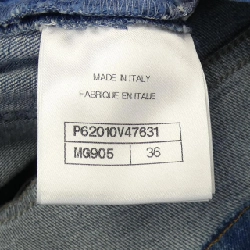 MADE IN ITALY
FABRIQUE EN ITALIE
P62010V47631
MG905 36